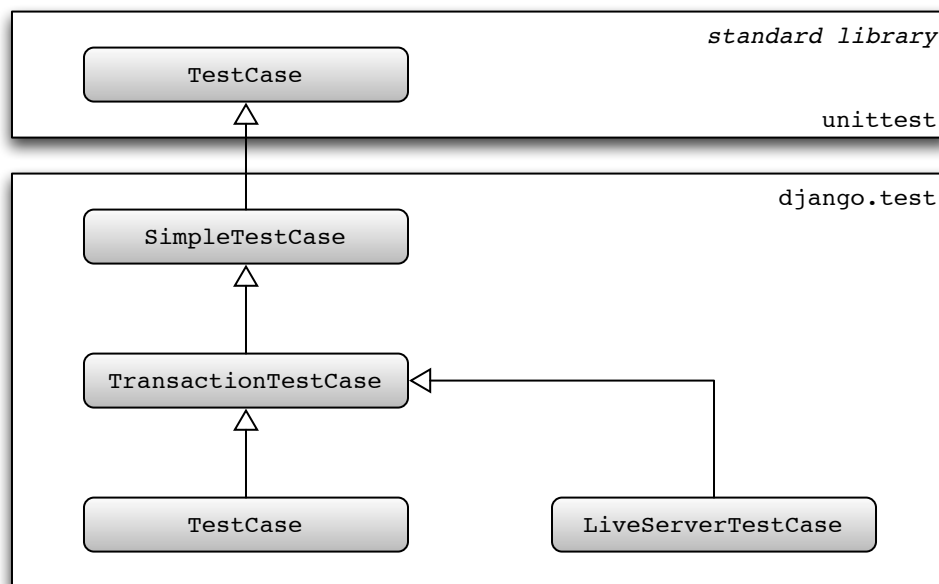 standard library
TestCase
unittest
django.test
SimpleTestCase
TransactionTestCase
TestCase
LiveServerTestCase